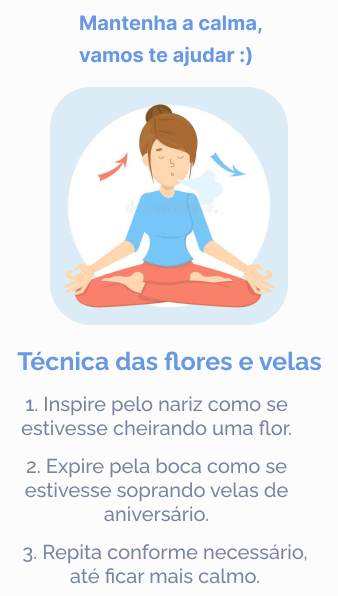 Mantenha a calma,
vamos te ajudar :)
Técnica das flores e velas
1. Inspire pelo nariz como se
estivesse cheirando uma flor.
2. Expire pela boca como se
estivesse soprando velas de
aniversário.
3. Repita conforme necessário,
até ficar mais calmo.